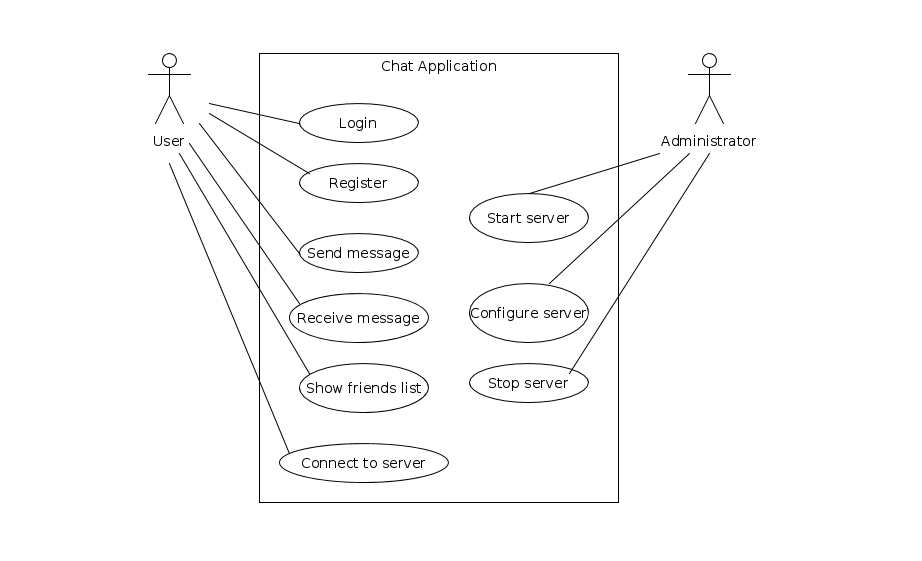 Chat Application
User
Administrator
Login
Register
Send message
Receive message
Show friends list
Connect to server
Start server
Configure server
Stop server